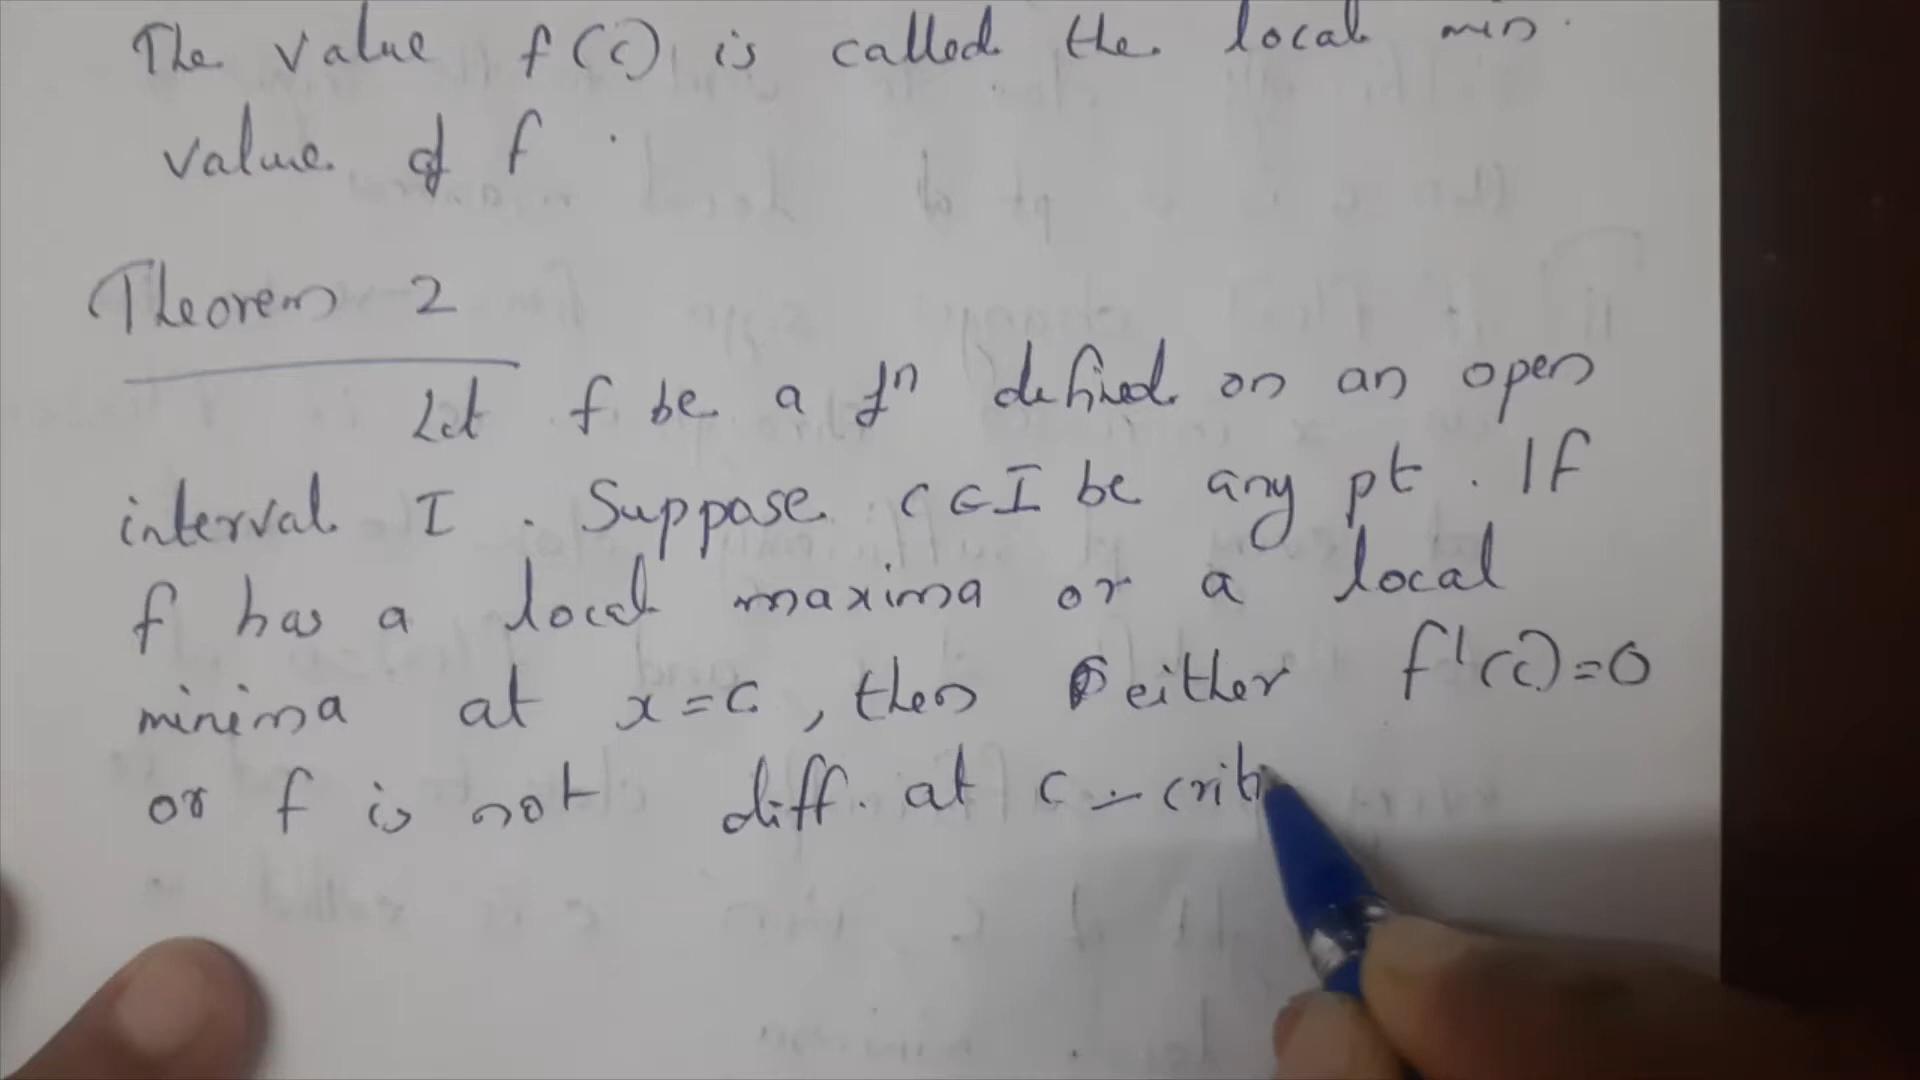 The value f(c) is called the local min.
value of f.
Theorem 2
Let f be a fⁿ defined on an open
interval I. Suppose c∈I be any pt. If
f has a local maxima or a local
minima at x=c, then either f'(c)=0
or f is not diff. at c – criti